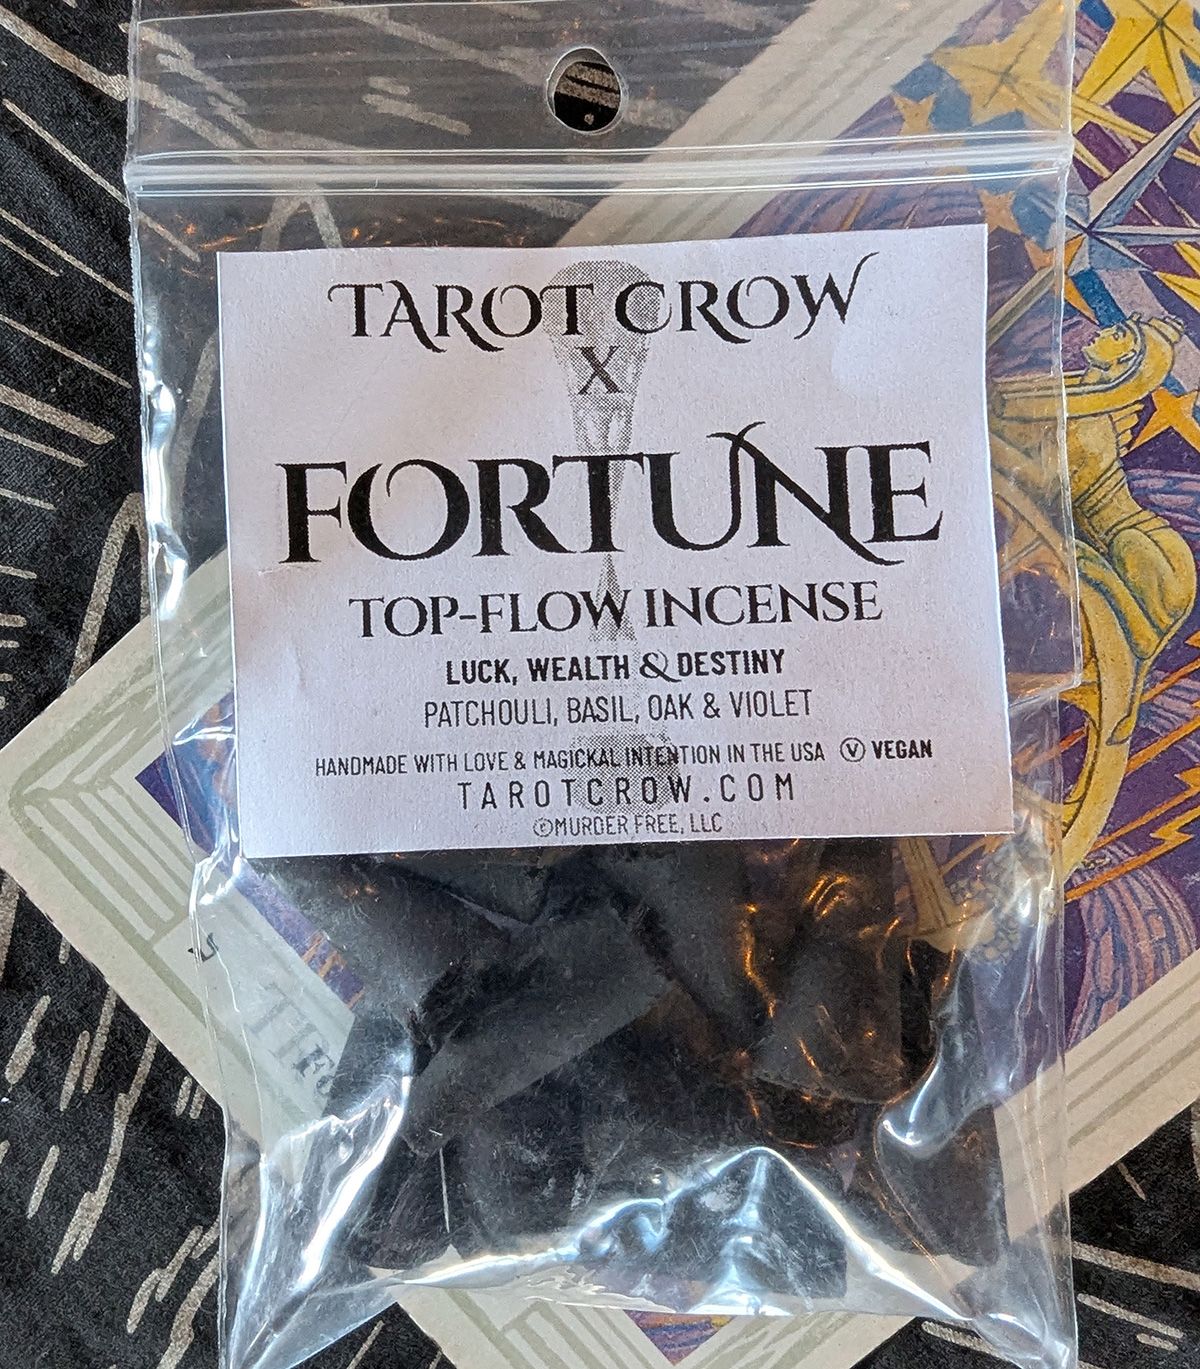 TAROT CROW
X
FORTUNE
TOP-FLOW INCENSE
LUCK, WEALTH & DESTINY
PATCHOULI, BASIL, OAK & VIOLET
HANDMADE WITH LOVE & MAGICKAL INTENTION IN THE USA Ⓥ VEGAN
TAROTCROW.COM
©MURDER FREE, LLC